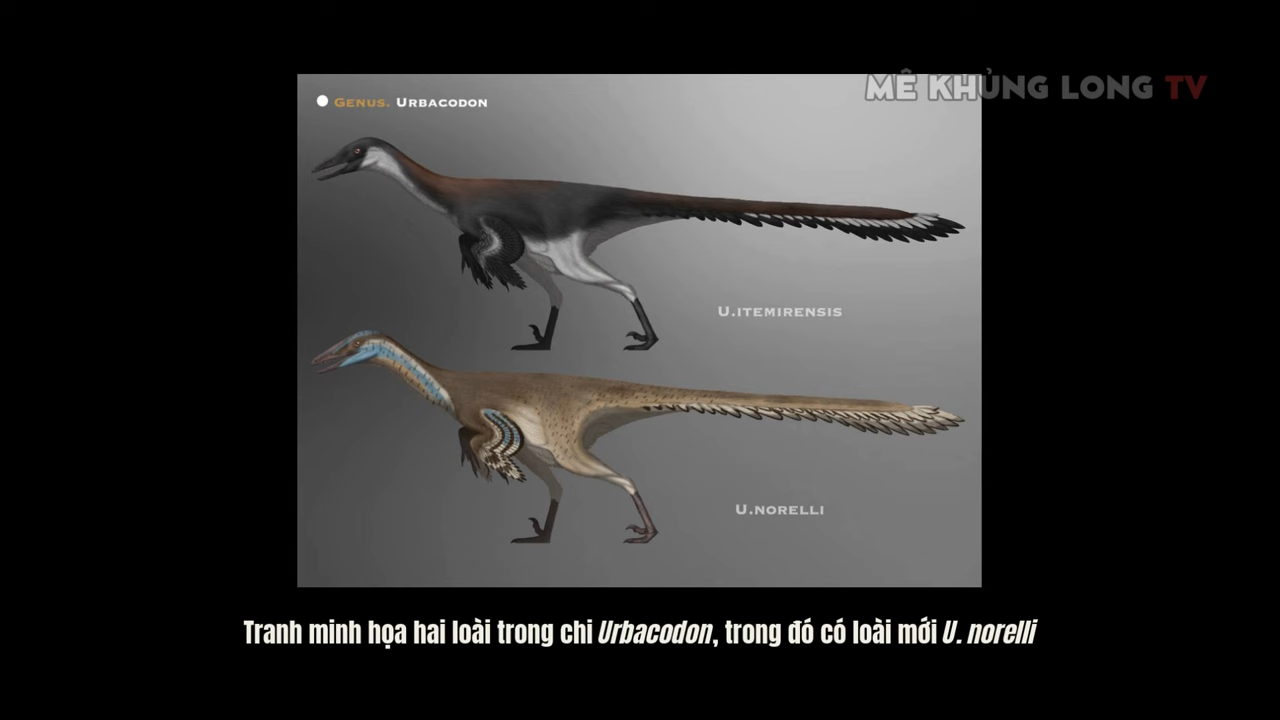 GENUS. URBACODON
MÊ KHỦNG LONG TV
U.ITEMIRENSIS
U.NORELLI
Tranh minh họa hai loài trong chi Urbacodon, trong đó có loài mới U. norelli